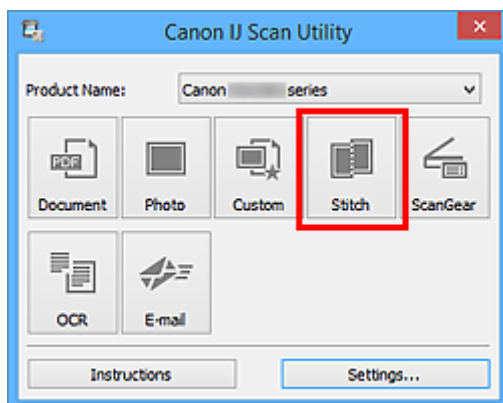 Canon IJ Scan Utility
Product Name: Canon series
PDF
Document Photo Custom Stitch ScanGear
OCR E-mail
Instructions Settings...